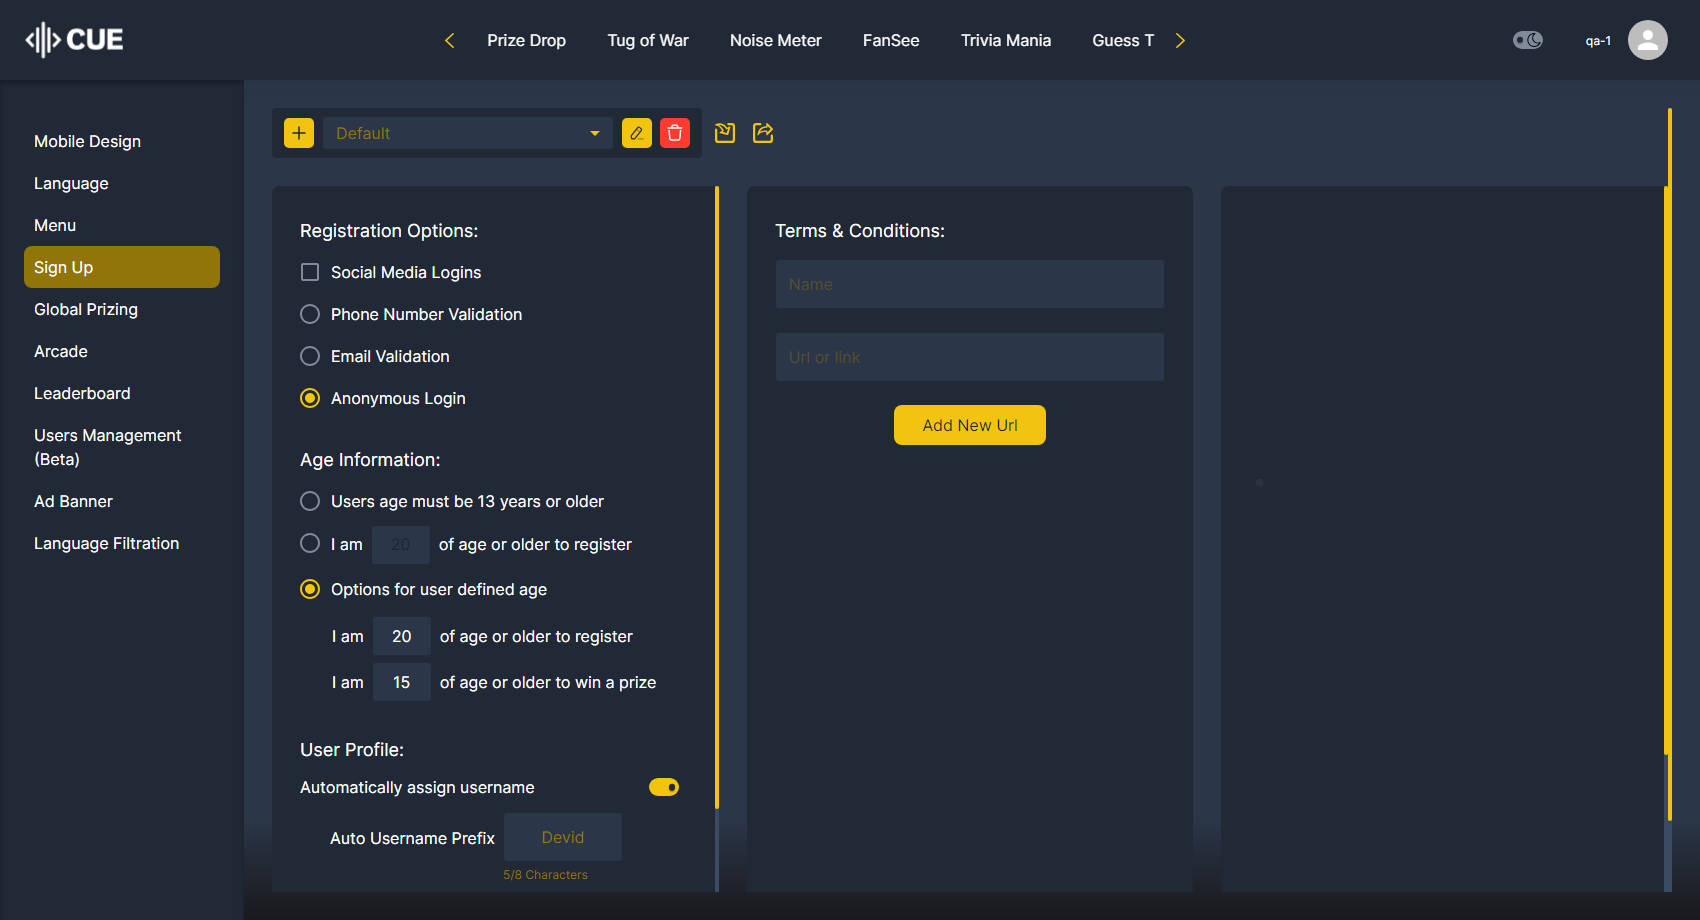 CUE
Prize Drop
Tug of War
Noise Meter
FanSee
Trivia Mania
Guess T
qa-1
Mobile Design
Language
Menu
Sign Up
Global Prizing
Arcade
Leaderboard
Users Management
(Beta)
Ad Banner
Language Filtration
Default
Registration Options:
Social Media Logins
Phone Number Validation
Email Validation
Anonymous Login
Age Information:
Users age must be 13 years or older
I am 20 of age or older to register
Options for user defined age
I am 20 of age or older to register
I am 15 of age or older to win a prize
User Profile:
Automatically assign username
Auto Username Prefix Devid
5/8 Characters
Terms & Conditions:
Name
Url or link
Add New Url